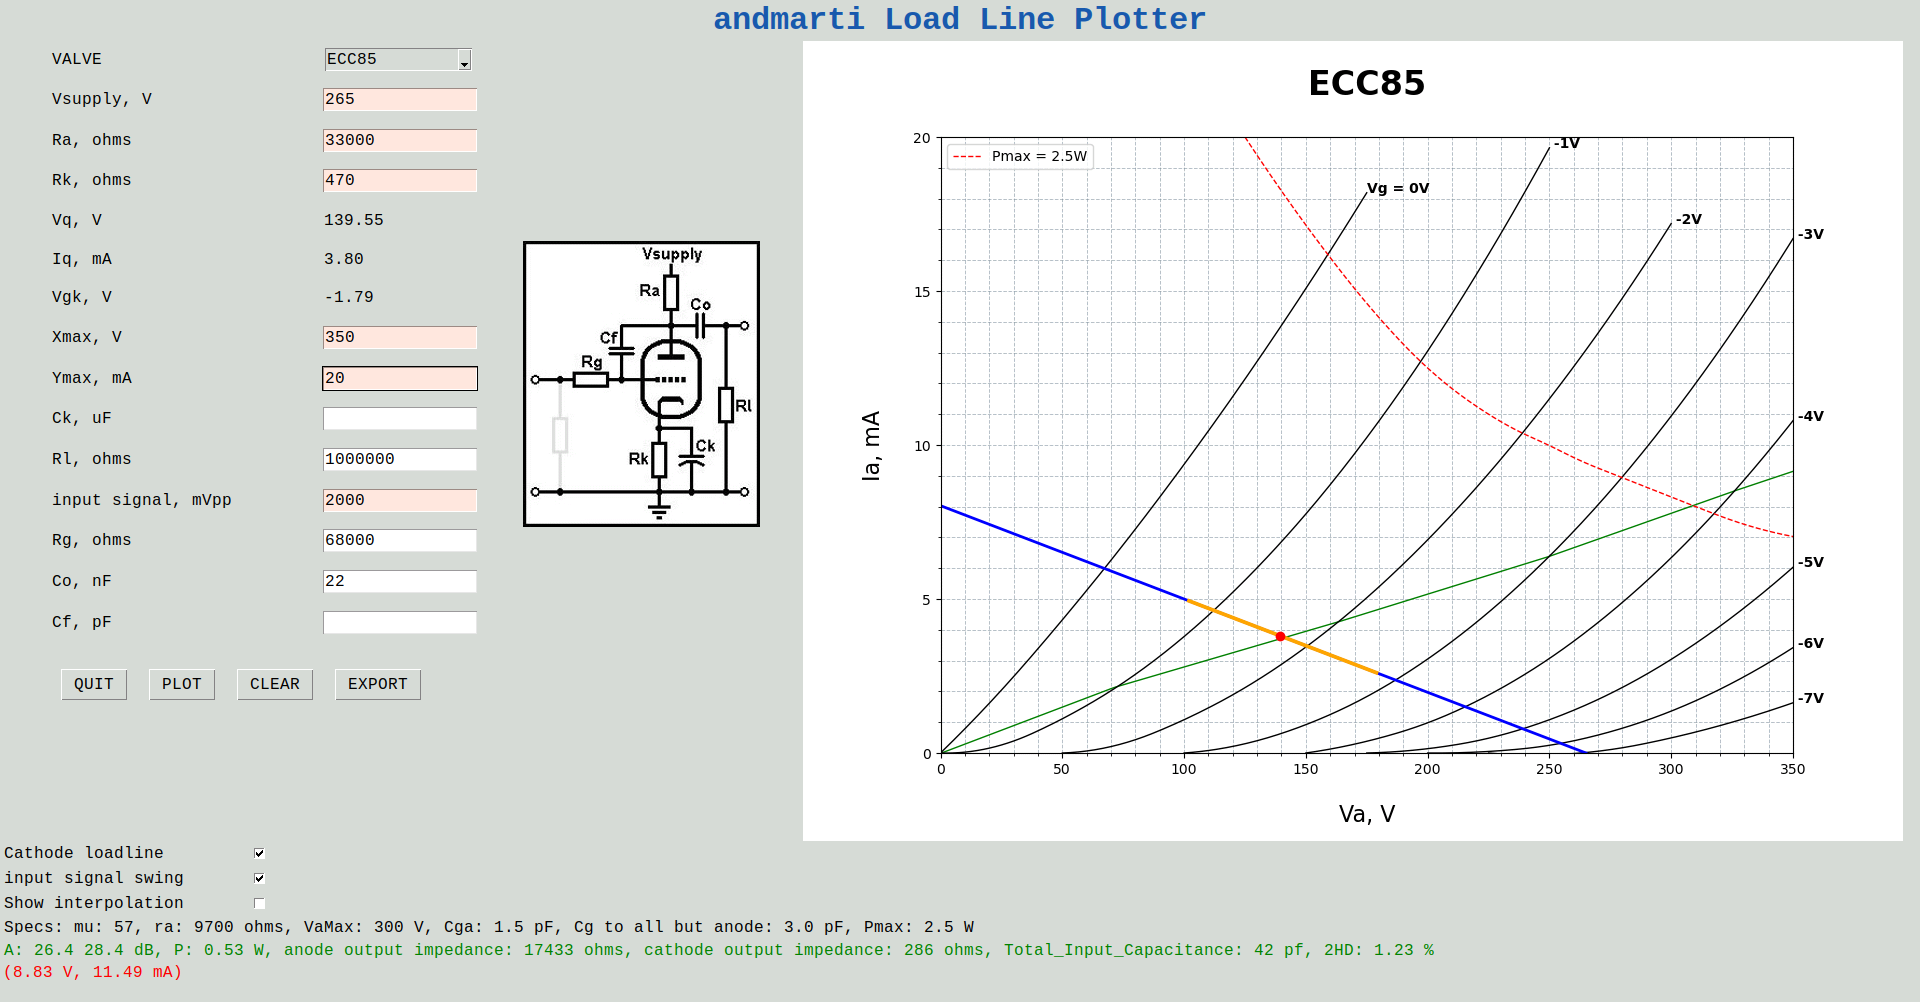 andmarti Load Line Plotter
VALVE ECC85
Vsupply, V 265
Ra, ohms 33000
Rk, ohms 470
Vq, V 139.55
Iq, mA 3.80
Vgk, V -1.79
Xmax, V 350
Ymax, mA 20
Ck, uF
Rl, ohms 1000000
input signal, mVpp 2000
Rg, ohms 68000
Co, nF 22
Cf, pF
QUIT PLOT CLEAR EXPORT
Vsupply
Ra
Co
Cf
Rg
Rl
Ck
Rk
ECC85
Pmax = 2.5W
Vg = 0V
-1V
-2V
-3V
-4V
-5V
-6V
-7V
20
15
10
5
0
Ia, mA
0 50 100 150 200 250 300 350
Va, V
Cathode loadline
input signal swing
Show interpolation
Specs: mu: 57, ra: 9700 ohms, VaMax: 300 V, Cga: 1.5 pF, Cg to all but anode: 3.0 pF, Pmax: 2.5 W
A: 26.4 28.4 dB, P: 0.53 W, anode output impedance: 17433 ohms, cathode output impedance: 286 ohms, Total_Input_Capacitance: 42 pf, 2HD: 1.23 %
(8.83 V, 11.49 mA)